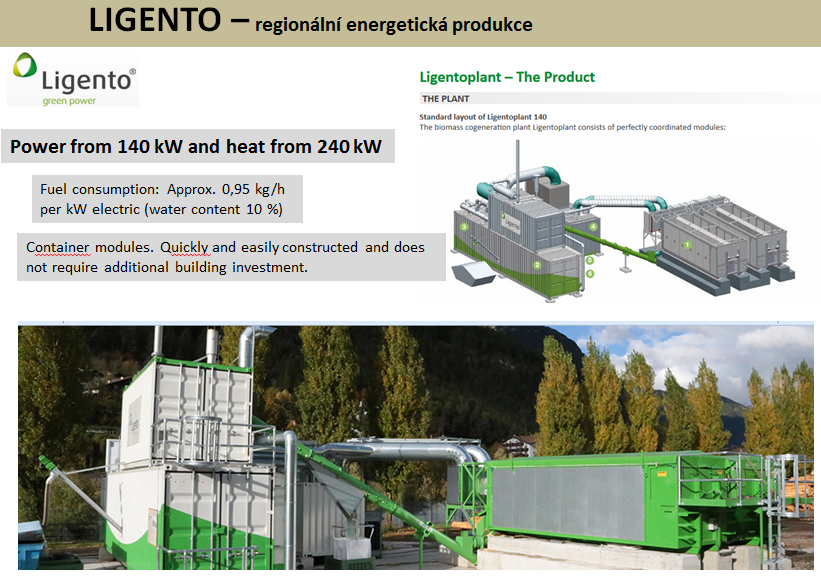 LIGENTO – regionální energetická produkce
Ligento®
green power
Ligentoplant – The Product
THE PLANT
Standard layout of Ligentoplant 140
The biomass cogeneration plant Ligentoplant consists of perfectly coordinated modules:
Power from 140 kW and heat from 240 kW
Fuel consumption: Approx. 0,95 kg/h
per kW electric (water content 10 %)
Container modules. Quickly and easily constructed and does
not require additional building investment.
Ligento
3
4
1
2
5
6